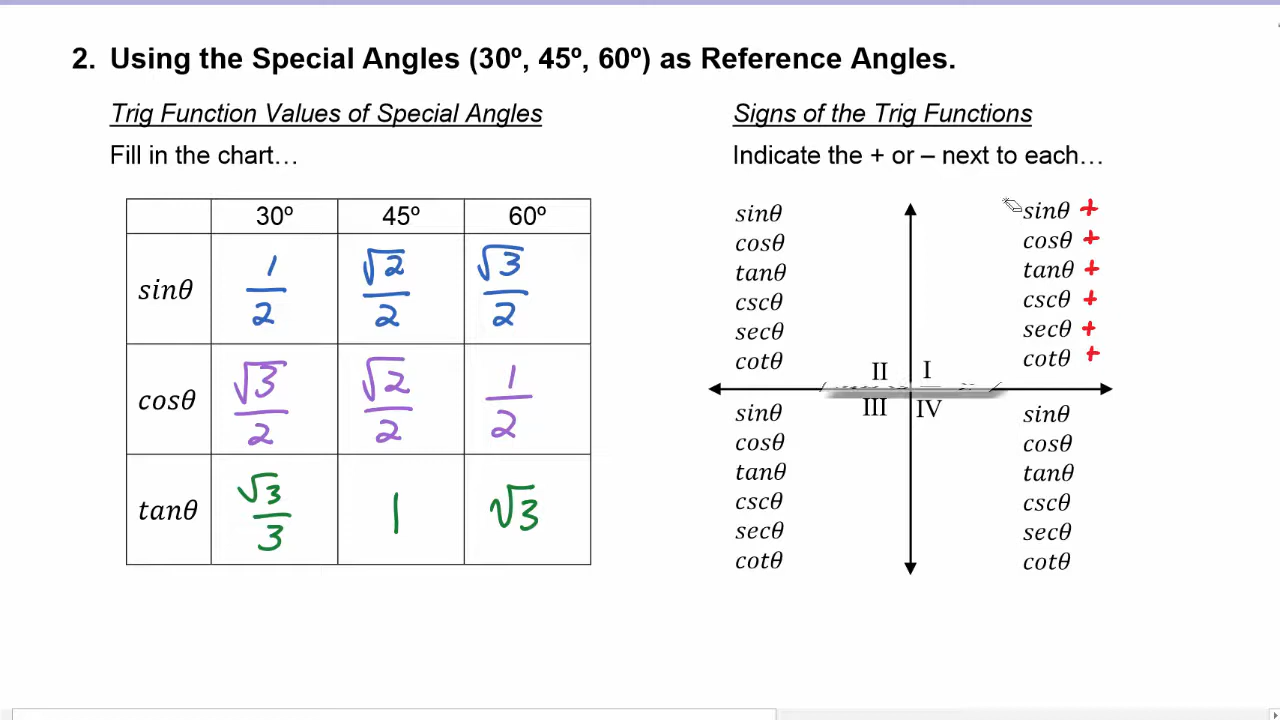 2. Using the Special Angles (30º, 45º, 60º) as Reference Angles.
Trig Function Values of Special Angles
Fill in the chart…
30º 45º 60º
sinθ 1/2 √2/2 √3/2
cosθ √3/2 √2/2 1/2
tanθ √3/3 1 √3
Signs of the Trig Functions
Indicate the + or – next to each…
sinθ
cosθ
tanθ
cscθ
secθ
cotθ
II
sinθ +
cosθ +
tanθ +
cscθ +
secθ +
cotθ +
I
III
sinθ
cosθ
tanθ
cscθ
secθ
cotθ
IV
sinθ
cosθ
tanθ
cscθ
secθ
cotθ